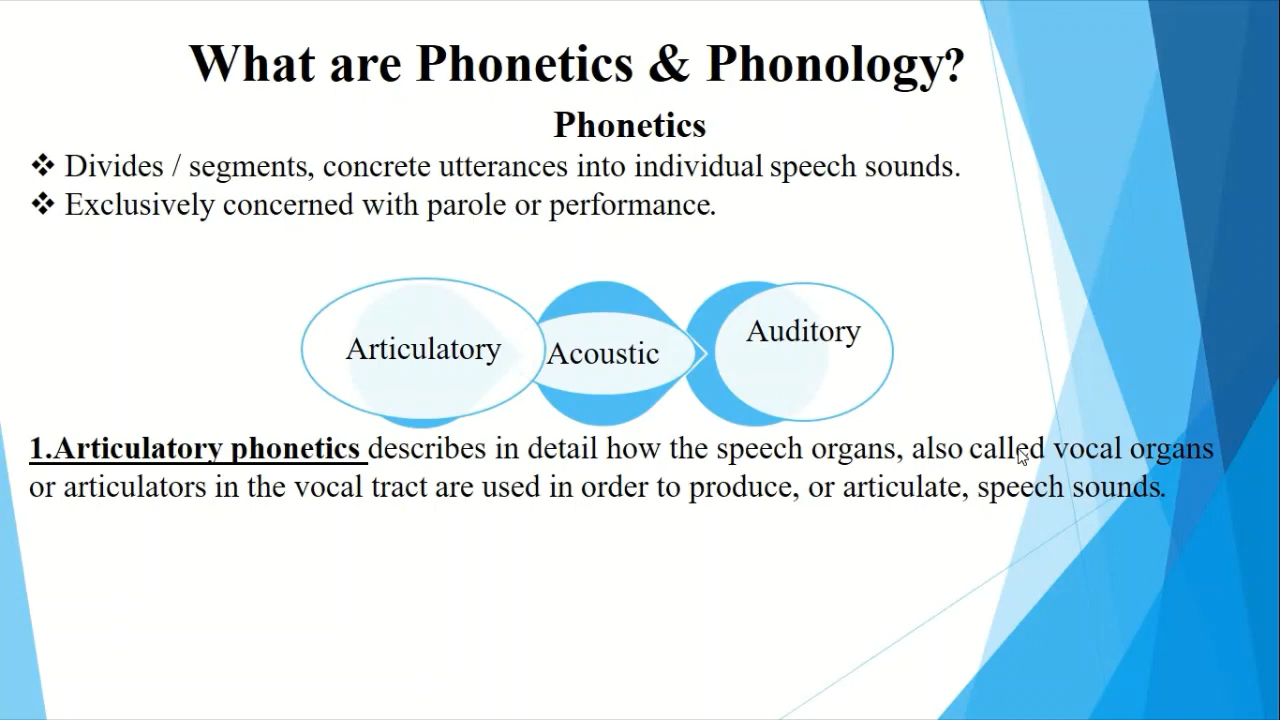 What are Phonetics & Phonology?
Phonetics
❖ Divides / segments, concrete utterances into individual speech sounds.
❖ Exclusively concerned with parole or performance.
Articulatory
Acoustic
Auditory
1.Articulatory phonetics describes in detail how the speech organs, also called vocal organs
or articulators in the vocal tract are used in order to produce, or articulate, speech sounds.